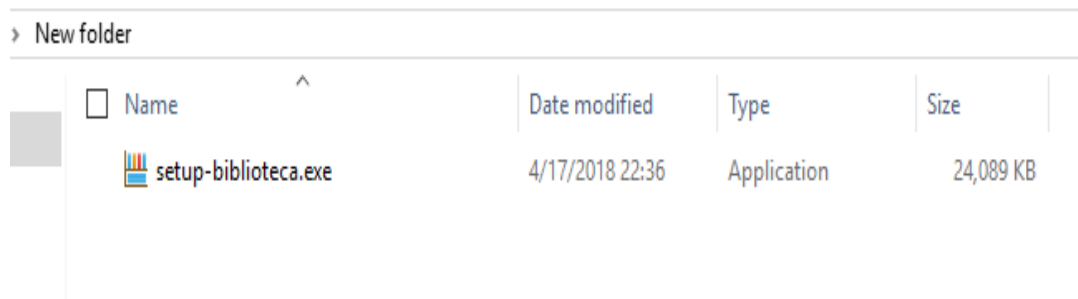 New folder
Name Date modified Type Size
setup-biblioteca.exe 4/17/2018 22:36 Application 24,089 KB